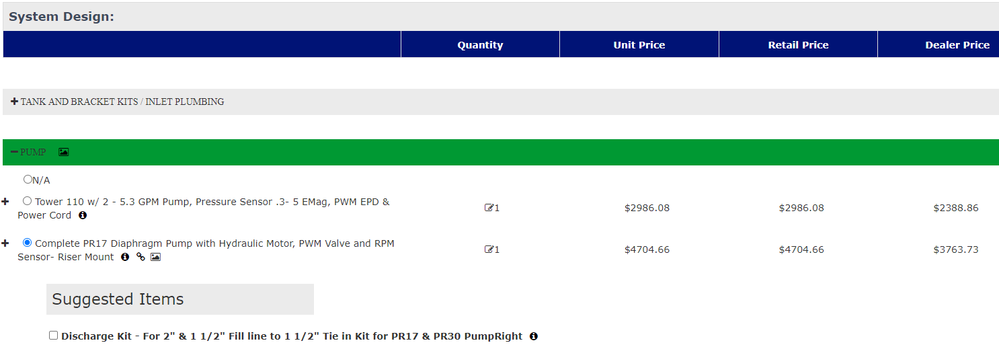 System Design:
Quantity Unit Price Retail Price Dealer Price
TANK AND BRACKET KITS / INLET PLUMBING
PUMP
N/A
Tower 110 w/ 2 - 5.3 GPM Pump, Pressure Sensor .3- 5 EMag, PWM EPD &
Power Cord
1 $2986.08 $2986.08 $2388.86
Complete PR17 Diaphragm Pump with Hydraulic Motor, PWM Valve and RPM
Sensor- Riser Mount
1 $4704.66 $4704.66 $3763.73
Suggested Items
Discharge Kit - For 2" & 1 1/2" Fill line to 1 1/2" Tie in Kit for PR17 & PR30 PumpRight